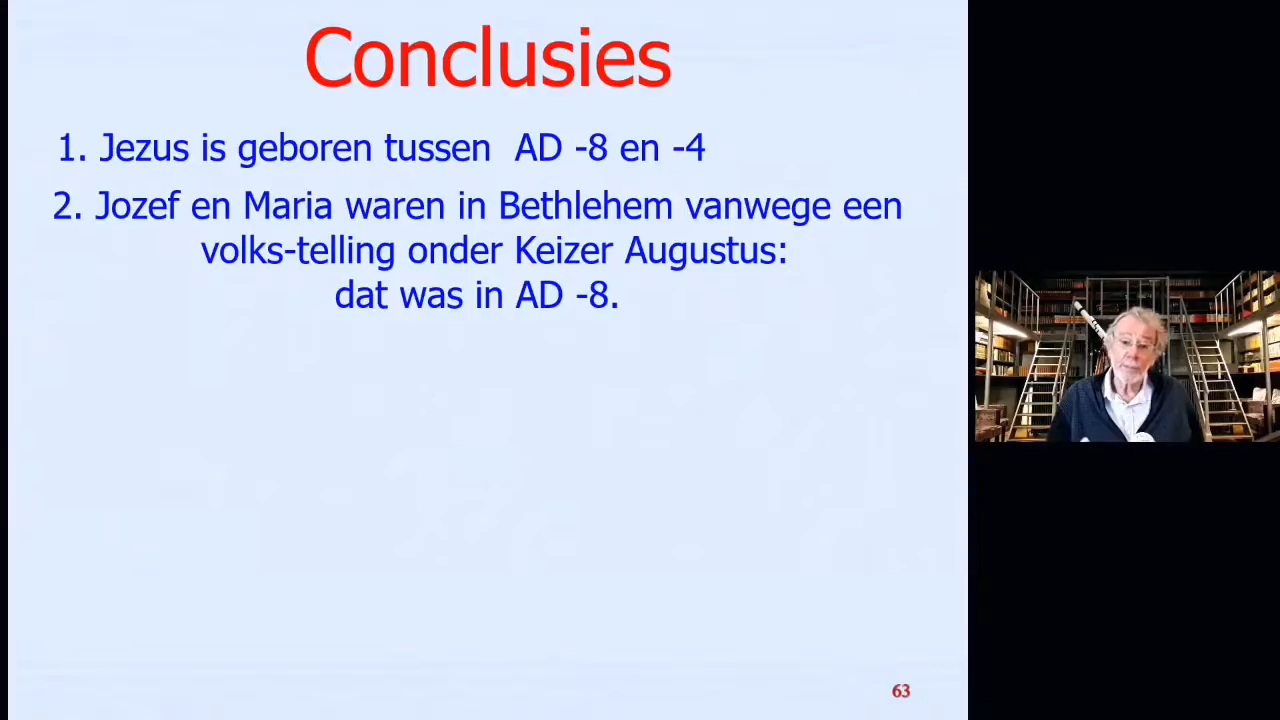 Conclusies
1. Jezus is geboren tussen AD -8 en -4
2. Jozef en Maria waren in Bethlehem vanwege een
volks-telling onder Keizer Augustus:
dat was in AD -8.
63